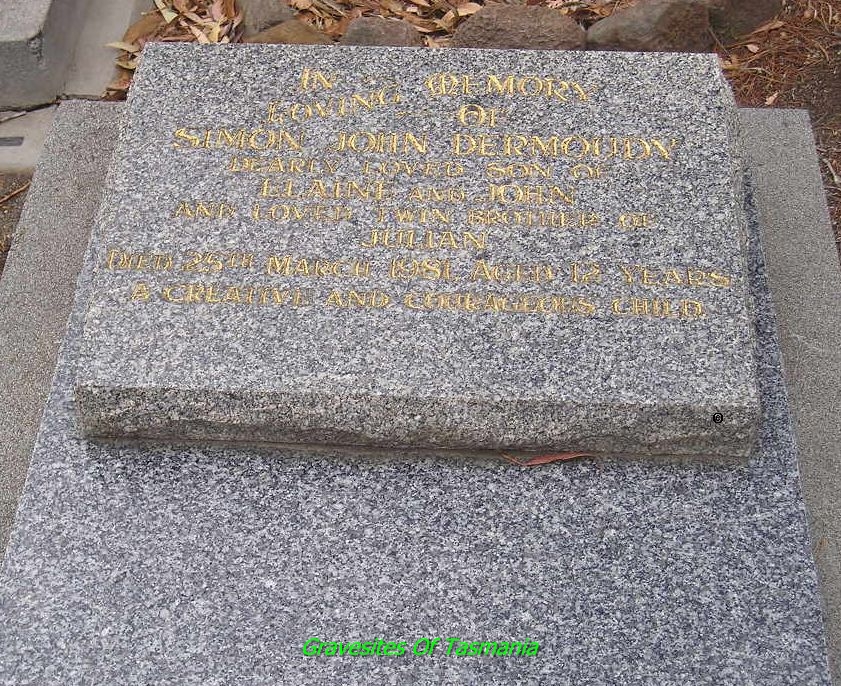 IN
LOVING MEMORY
OF
SIMON JOHN DERMOUDY
DEARLY LOVED SON OF
ELAINE AND JOHN
AND LOVED TWIN BROTHER OF
JULIAN
DIED 25TH MARCH 1981. AGED 12 YEARS
A CREATIVE AND COURAGEOUS CHILD.
Gravesites Of Tasmania